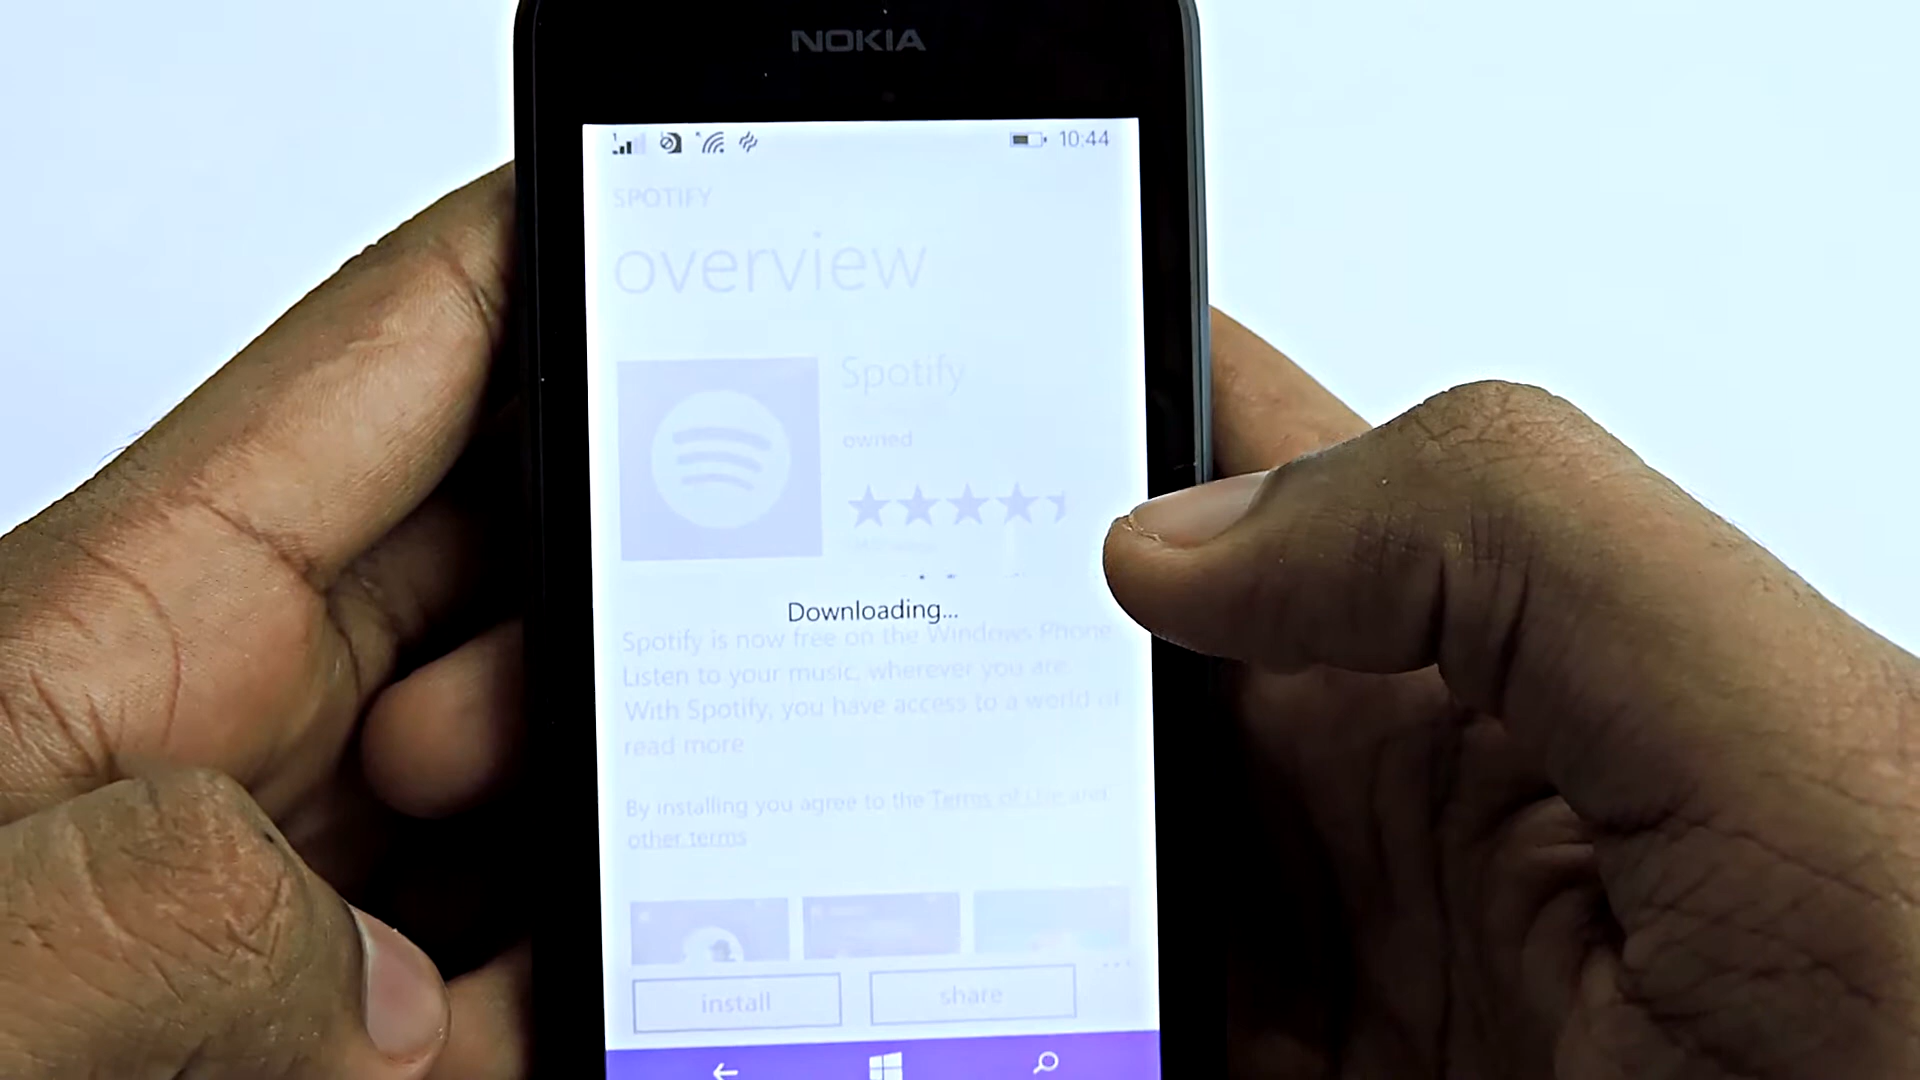 NOKIA
1 10:44
SPOTIFY
overview
Spotify
owned
Downloading...
Spotify is now free on the Windows Phone
Listen to your music, wherever you are.
With Spotify, you have access to a world of
read more
By installing you agree to the Terms of Use and
other terms
install share
...